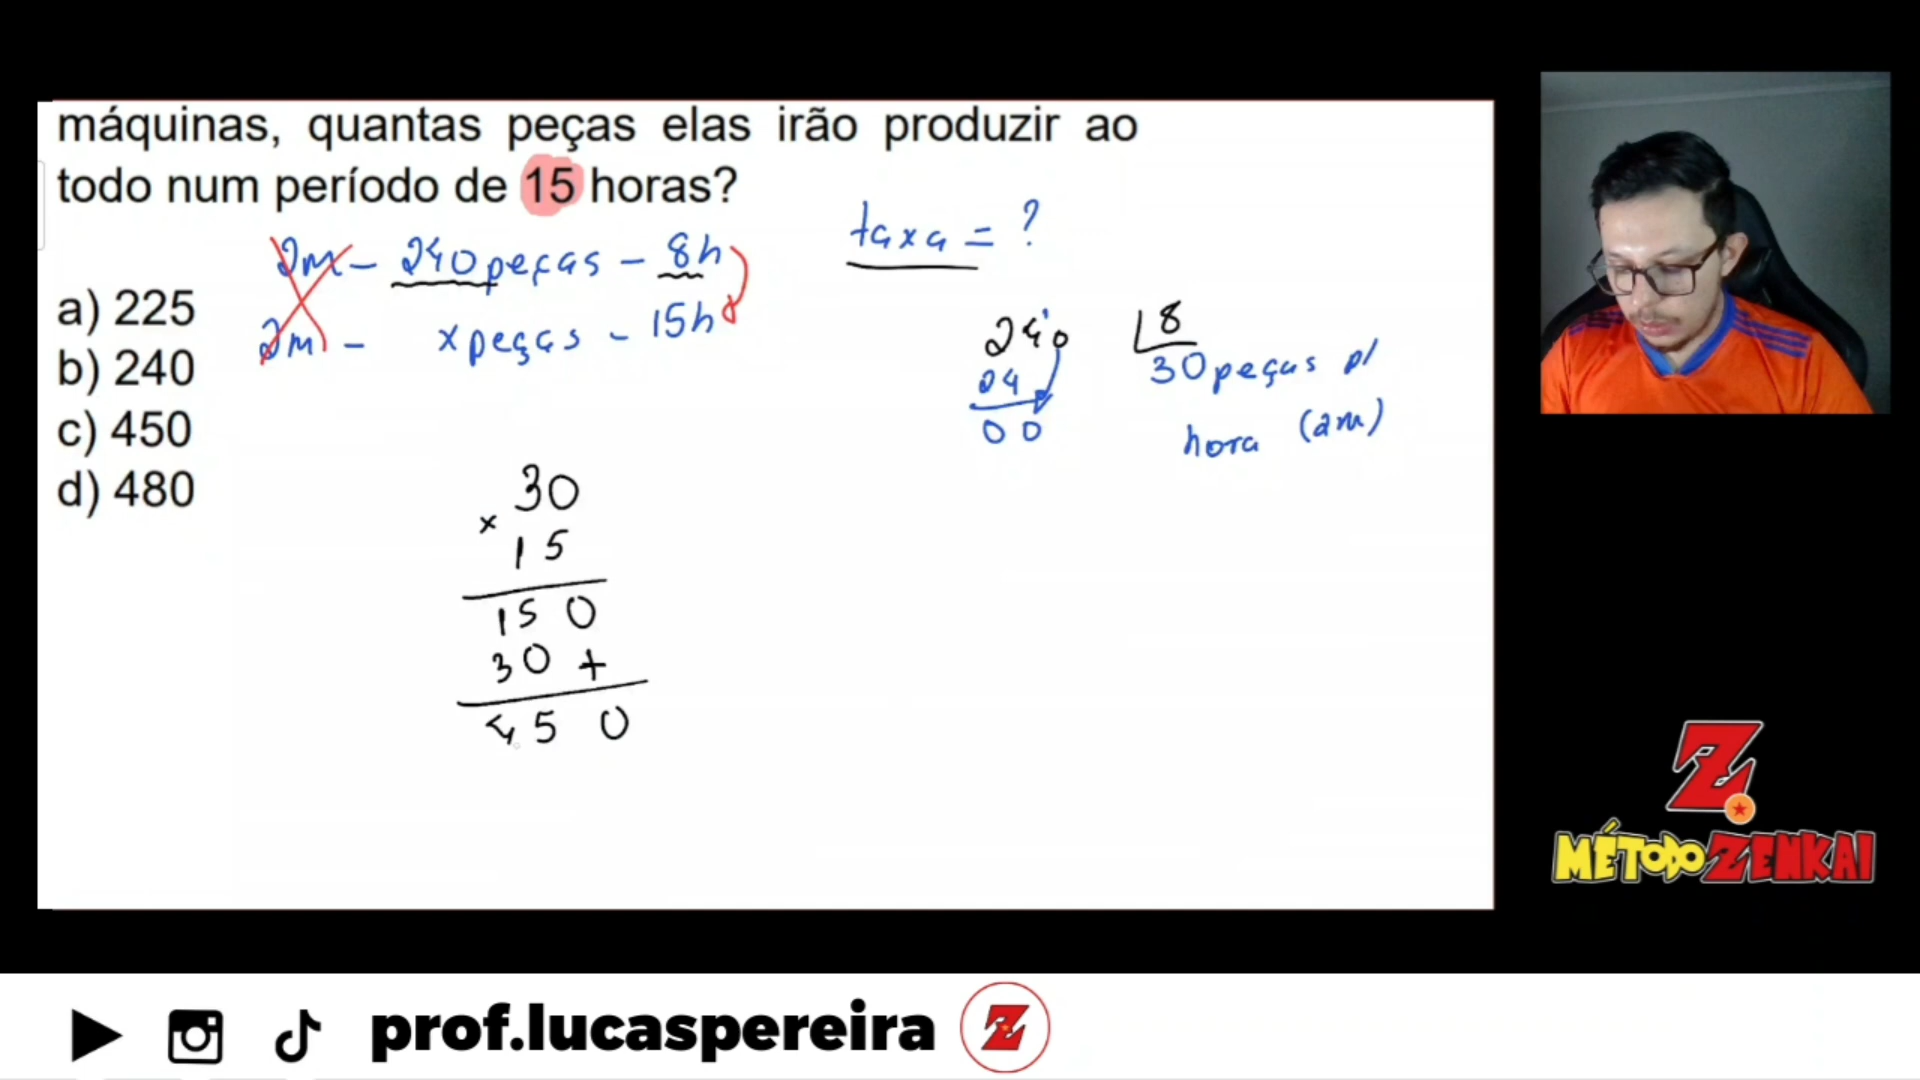 máquinas, quantas peças elas irão produzir ao
todo num período de 15 horas?
2m - 240 peças - 8h
2m - x peças - 15h
taxa = ?
a) 225
b) 240
c) 450
d) 480
240 8
24 30 peças p/
00 hora (2m)
30
x
15
150
30 +
450
Z
MÉTODO ZENKAI
prof.lucaspereira
Z